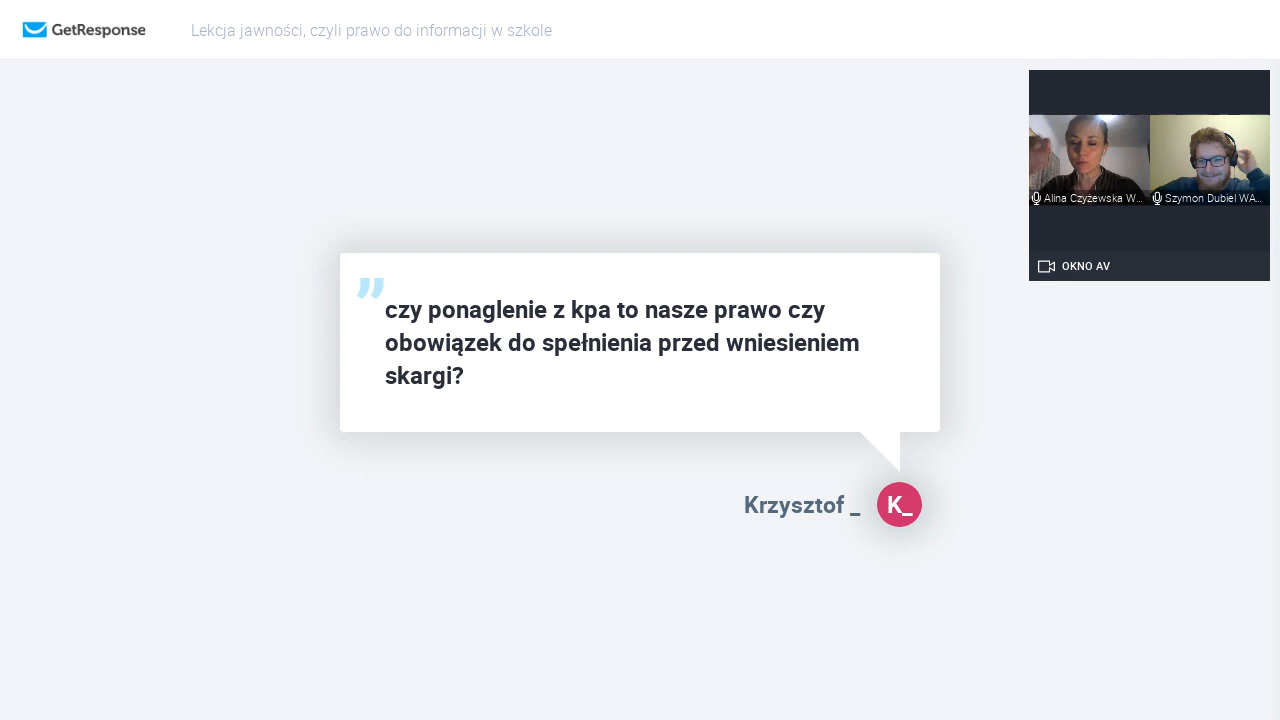 GetResponse
Lekcja jawności, czyli prawo do informacji w szkole
Alina Czyżewska W...
Szymon Dubiel WA...
OKNO AV
czy ponaglenie z kpa to nasze prawo czy
obowiązek do spełnienia przed wniesieniem
skargi?
Krzysztof _
K_